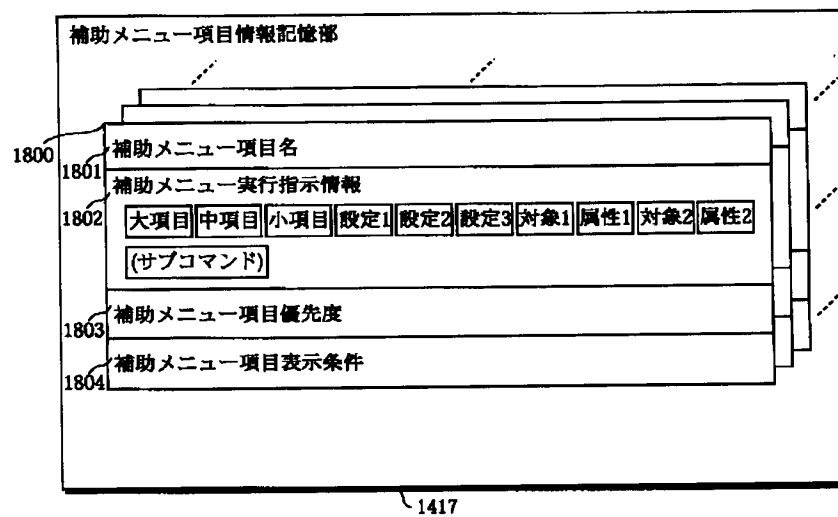 補助メニュー項目情報記憶部
1800
1801 補助メニュー項目名
補助メニュー実行指示情報
1802
大項目 中項目 小項目 設定1 設定2 設定3 対象1 属性1 対象2 属性2
(サブコマンド)
1803 補助メニュー項目優先度
1804 補助メニュー項目表示条件
1417